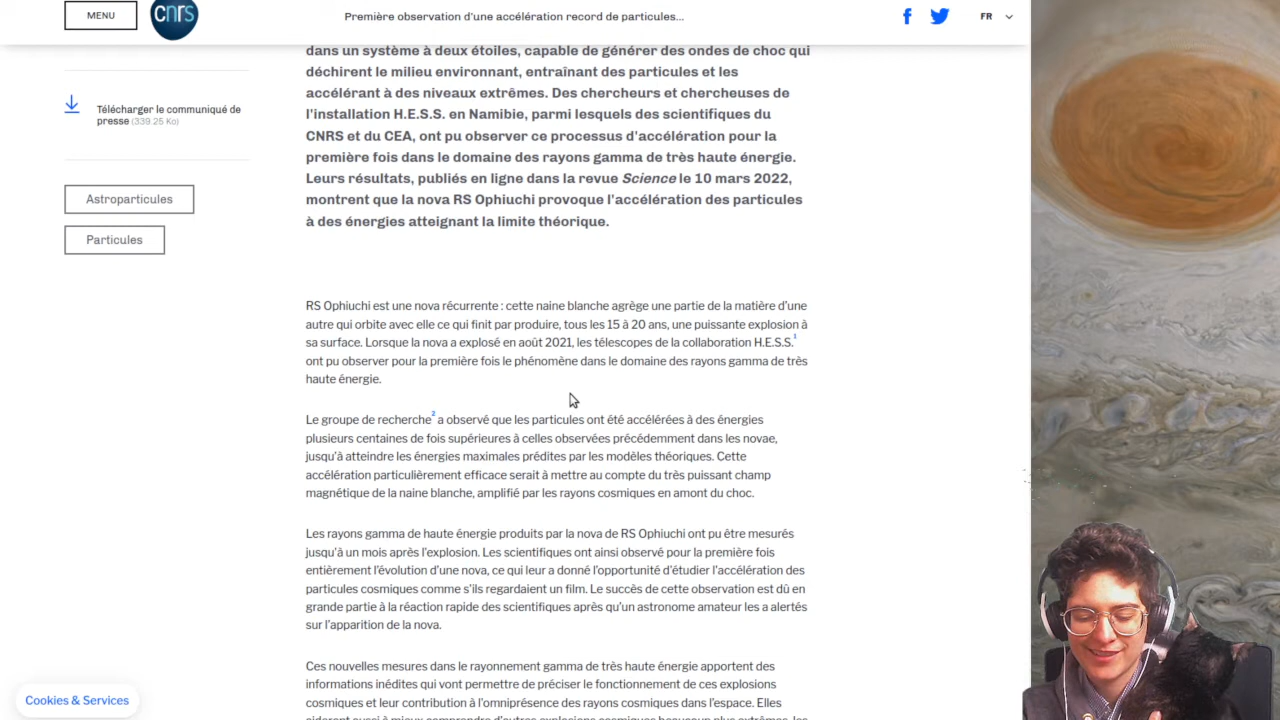 MENU
cnrs
Première observation d'une accélération record de particules...
FR
dans un système à deux étoiles, capable de générer des ondes de choc qui
déchirent le milieu environnant, entraînant des particules et les
accélérant à des niveaux extrêmes. Des chercheurs et chercheuses de
l'installation H.E.S.S. en Namibie, parmi lesquels des scientifiques du
CNRS et du CEA, ont pu observer ce processus d'accélération pour la
première fois dans le domaine des rayons gamma de très haute énergie.
Leurs résultats, publiés en ligne dans la revue Science le 10 mars 2022,
montrent que la nova RS Ophiuchi provoque l'accélération des particules
à des énergies atteignant la limite théorique.
Télécharger le communiqué de
presse (339.25 Ko)
Astroparticules
Particules
RS Ophiuchi est une nova récurrente : cette naine blanche agrège une partie de la matière d'une
autre qui orbite avec elle ce qui finit par produire, tous les 15 à 20 ans, une puissante explosion à
sa surface. Lorsque la nova a explosé en août 2021, les télescopes de la collaboration H.E.S.S.1
ont pu observer pour la première fois le phénomène dans le domaine des rayons gamma de très
haute énergie.
Le groupe de recherche2 a observé que les particules ont été accélérées à des énergies
plusieurs centaines de fois supérieures à celles observées précédemment dans les novae,
jusqu'à atteindre les énergies maximales prédites par les modèles théoriques. Cette
accélération particulièrement efficace serait à mettre au compte du très puissant champ
magnétique de la naine blanche, amplifié par les rayons cosmiques en amont du choc.
Les rayons gamma de haute énergie produits par la nova de RS Ophiuchi ont pu être mesurés
jusqu'à un mois après l'explosion. Les scientifiques ont ainsi observé pour la première fois
entièrement l'évolution d'une nova, ce qui leur a donné l'opportunité d'étudier l'accélération des
particules cosmiques comme s'ils regardaient un film. Le succès de cette observation est dû en
grande partie à la réaction rapide des scientifiques après qu'un astronome amateur les a alertés
sur l'apparition de la nova.
Ces nouvelles mesures dans le rayonnement gamma de très haute énergie apportent des
informations inédites qui vont permettre de préciser le fonctionnement de ces explosions
cosmiques et leur contribution à l'omniprésence des rayons cosmiques dans l'espace. Elles
aideront aussi à mieux comprendre d'autres explosions cosmiques beaucoup plus extrêmes, les
Cookies & Services